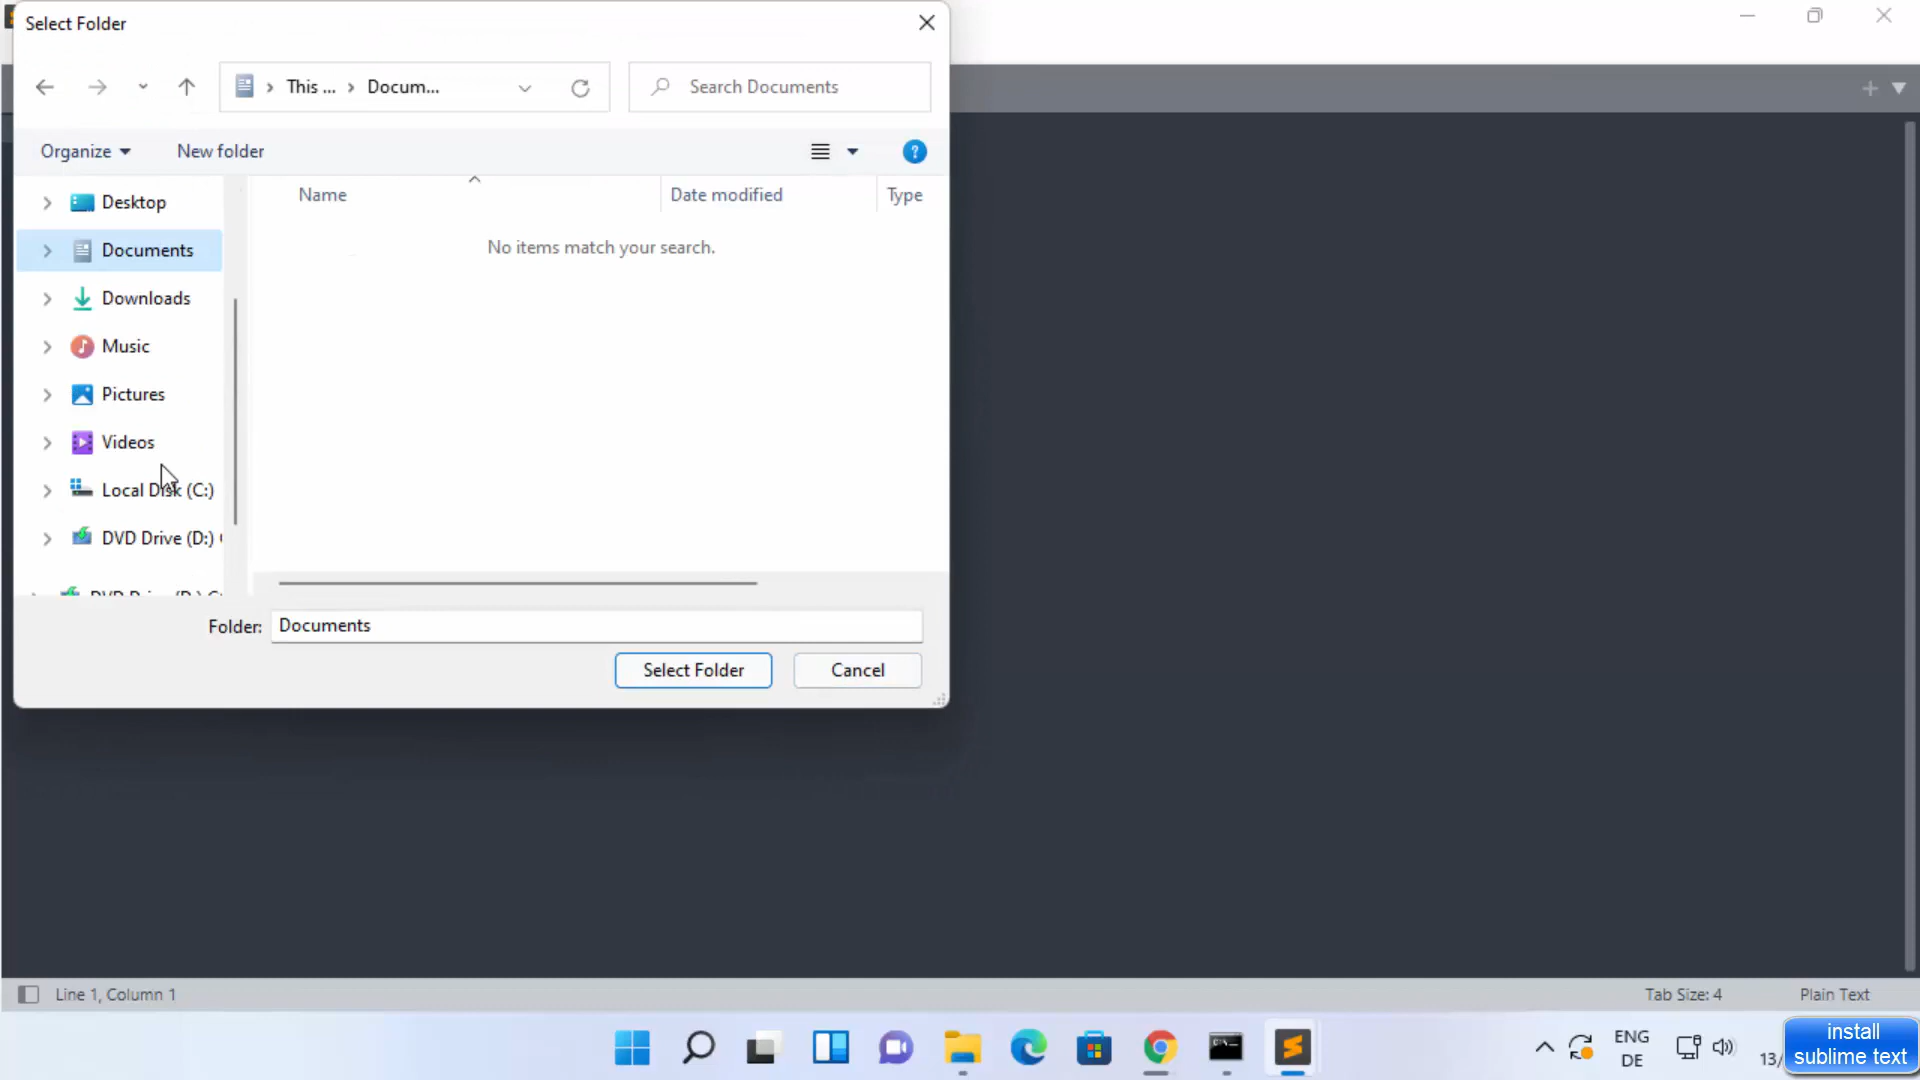 Select Folder
This ... Docum...
Search Documents
Organize
New folder
Name
Date modified
Type
Desktop
No items match your search.
Documents
Downloads
Music
Pictures
Videos
Local Disk (C:)
DVD Drive (D:)
Folder:
Documents
Select Folder
Cancel
Line 1, Column 1
Tab Size: 4
Plain Text
ENG
DE
13/
install
sublime text